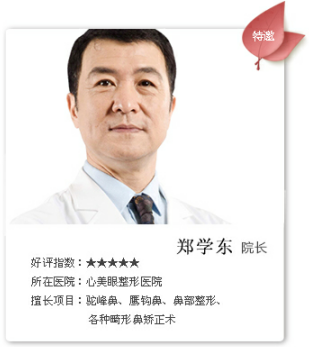 特邀
郑学东 院长
好评指数：★★★★★
所在医院：心美眼整形医院
擅长项目：驼峰鼻、鹰钩鼻、鼻部整形、
各种畸形鼻矫正术